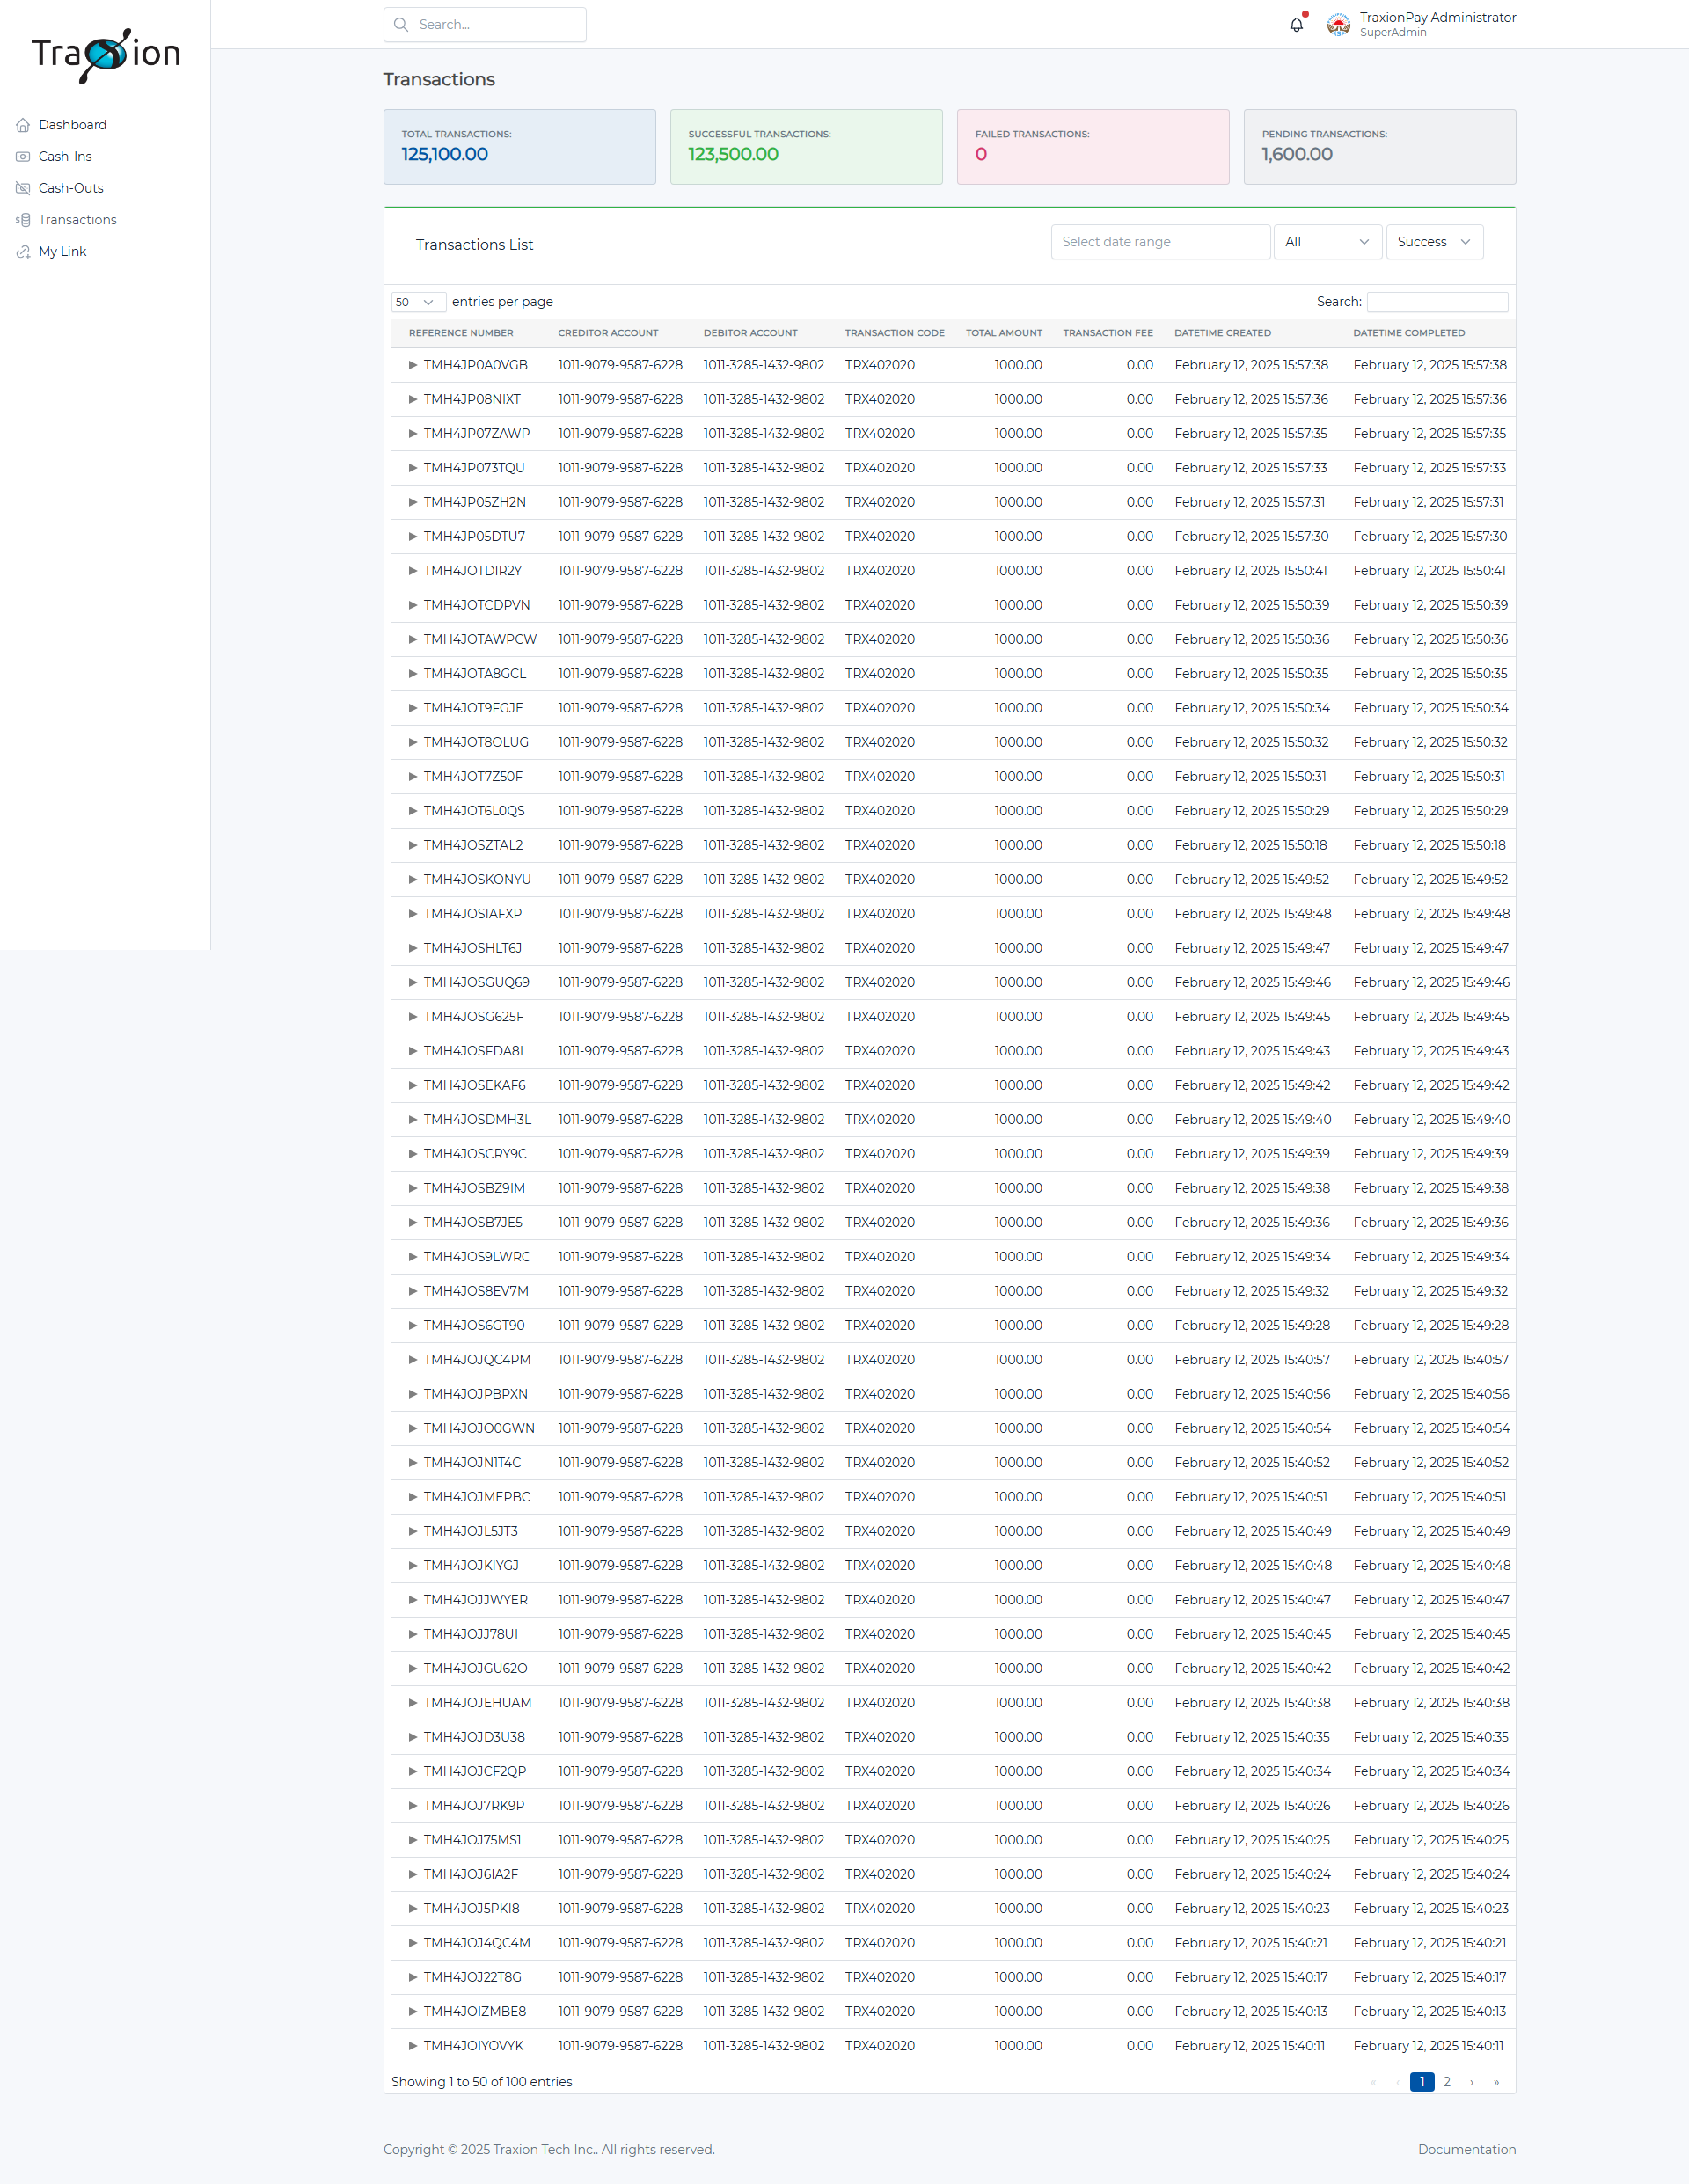 Search...
TraxionPay Administrator
SuperAdmin
Traxion
Dashboard
Cash-Ins
Cash-Outs
Transactions
My Link
Transactions
TOTAL TRANSACTIONS:
125,100.00
SUCCESSFUL TRANSACTIONS:
123,500.00
FAILED TRANSACTIONS:
0
PENDING TRANSACTIONS:
1,600.00
Transactions List
Select date range
All
Success
50 entries per page
Search:
REFERENCE NUMBER CREDITOR ACCOUNT DEBITOR ACCOUNT TRANSACTION CODE TOTAL AMOUNT TRANSACTION FEE DATETIME CREATED DATETIME COMPLETED
TMH4JP0A0VGB 1011-9079-9587-6228 1011-3285-1432-9802 TRX402020 1000.00 0.00 February 12, 2025 15:57:38 February 12, 2025 15:57:38
TMH4JP08NIXT 1011-9079-9587-6228 1011-3285-1432-9802 TRX402020 1000.00 0.00 February 12, 2025 15:57:36 February 12, 2025 15:57:36
TMH4JP07ZAWP 1011-9079-9587-6228 1011-3285-1432-9802 TRX402020 1000.00 0.00 February 12, 2025 15:57:35 February 12, 2025 15:57:35
TMH4JP073TQU 1011-9079-9587-6228 1011-3285-1432-9802 TRX402020 1000.00 0.00 February 12, 2025 15:57:33 February 12, 2025 15:57:33
TMH4JP05ZH2N 1011-9079-9587-6228 1011-3285-1432-9802 TRX402020 1000.00 0.00 February 12, 2025 15:57:31 February 12, 2025 15:57:31
TMH4JP05DTU7 1011-9079-9587-6228 1011-3285-1432-9802 TRX402020 1000.00 0.00 February 12, 2025 15:57:30 February 12, 2025 15:57:30
TMH4JOTDIR2Y 1011-9079-9587-6228 1011-3285-1432-9802 TRX402020 1000.00 0.00 February 12, 2025 15:50:41 February 12, 2025 15:50:41
TMH4JOTCDPVN 1011-9079-9587-6228 1011-3285-1432-9802 TRX402020 1000.00 0.00 February 12, 2025 15:50:39 February 12, 2025 15:50:39
TMH4JOTAWPCW 1011-9079-9587-6228 1011-3285-1432-9802 TRX402020 1000.00 0.00 February 12, 2025 15:50:36 February 12, 2025 15:50:36
TMH4JOTA8GCL 1011-9079-9587-6228 1011-3285-1432-9802 TRX402020 1000.00 0.00 February 12, 2025 15:50:35 February 12, 2025 15:50:35
TMH4JOT9FGJE 1011-9079-9587-6228 1011-3285-1432-9802 TRX402020 1000.00 0.00 February 12, 2025 15:50:34 February 12, 2025 15:50:34
TMH4JOT8OLUG 1011-9079-9587-6228 1011-3285-1432-9802 TRX402020 1000.00 0.00 February 12, 2025 15:50:32 February 12, 2025 15:50:32
TMH4JOT7Z50F 1011-9079-9587-6228 1011-3285-1432-9802 TRX402020 1000.00 0.00 February 12, 2025 15:50:31 February 12, 2025 15:50:31
TMH4JOT6L0QS 1011-9079-9587-6228 1011-3285-1432-9802 TRX402020 1000.00 0.00 February 12, 2025 15:50:29 February 12, 2025 15:50:29
TMH4JOSZTAL2 1011-9079-9587-6228 1011-3285-1432-9802 TRX402020 1000.00 0.00 February 12, 2025 15:50:18 February 12, 2025 15:50:18
TMH4JOSKONYU 1011-9079-9587-6228 1011-3285-1432-9802 TRX402020 1000.00 0.00 February 12, 2025 15:49:52 February 12, 2025 15:49:52
TMH4JOSIAFXP 1011-9079-9587-6228 1011-3285-1432-9802 TRX402020 1000.00 0.00 February 12, 2025 15:49:48 February 12, 2025 15:49:48
TMH4JOSHLT6J 1011-9079-9587-6228 1011-3285-1432-9802 TRX402020 1000.00 0.00 February 12, 2025 15:49:47 February 12, 2025 15:49:47
TMH4JOSGUQ69 1011-9079-9587-6228 1011-3285-1432-9802 TRX402020 1000.00 0.00 February 12, 2025 15:49:46 February 12, 2025 15:49:46
TMH4JOSG625F 1011-9079-9587-6228 1011-3285-1432-9802 TRX402020 1000.00 0.00 February 12, 2025 15:49:45 February 12, 2025 15:49:45
TMH4JOSFDA8I 1011-9079-9587-6228 1011-3285-1432-9802 TRX402020 1000.00 0.00 February 12, 2025 15:49:43 February 12, 2025 15:49:43
TMH4JOSEKAF6 1011-9079-9587-6228 1011-3285-1432-9802 TRX402020 1000.00 0.00 February 12, 2025 15:49:42 February 12, 2025 15:49:42
TMH4JOSDMH3L 1011-9079-9587-6228 1011-3285-1432-9802 TRX402020 1000.00 0.00 February 12, 2025 15:49:40 February 12, 2025 15:49:40
TMH4JOSCRY9C 1011-9079-9587-6228 1011-3285-1432-9802 TRX402020 1000.00 0.00 February 12, 2025 15:49:39 February 12, 2025 15:49:39
TMH4JOSBZ9IM 1011-9079-9587-6228 1011-3285-1432-9802 TRX402020 1000.00 0.00 February 12, 2025 15:49:38 February 12, 2025 15:49:38
TMH4JOSB7JE5 1011-9079-9587-6228 1011-3285-1432-9802 TRX402020 1000.00 0.00 February 12, 2025 15:49:36 February 12, 2025 15:49:36
TMH4JOS9LWRC 1011-9079-9587-6228 1011-3285-1432-9802 TRX402020 1000.00 0.00 February 12, 2025 15:49:34 February 12, 2025 15:49:34
TMH4JOS8EV7M 1011-9079-9587-6228 1011-3285-1432-9802 TRX402020 1000.00 0.00 February 12, 2025 15:49:32 February 12, 2025 15:49:32
TMH4JOS6GT90 1011-9079-9587-6228 1011-3285-1432-9802 TRX402020 1000.00 0.00 February 12, 2025 15:49:28 February 12, 2025 15:49:28
TMH4JOJQC4PM 1011-9079-9587-6228 1011-3285-1432-9802 TRX402020 1000.00 0.00 February 12, 2025 15:40:57 February 12, 2025 15:40:57
TMH4JOJPBPXN 1011-9079-9587-6228 1011-3285-1432-9802 TRX402020 1000.00 0.00 February 12, 2025 15:40:56 February 12, 2025 15:40:56
TMH4JOJO0GWN 1011-9079-9587-6228 1011-3285-1432-9802 TRX402020 1000.00 0.00 February 12, 2025 15:40:54 February 12, 2025 15:40:54
TMH4JOJN1T4C 1011-9079-9587-6228 1011-3285-1432-9802 TRX402020 1000.00 0.00 February 12, 2025 15:40:52 February 12, 2025 15:40:52
TMH4JOJMEPBC 1011-9079-9587-6228 1011-3285-1432-9802 TRX402020 1000.00 0.00 February 12, 2025 15:40:51 February 12, 2025 15:40:51
TMH4JOJL5JT3 1011-9079-9587-6228 1011-3285-1432-9802 TRX402020 1000.00 0.00 February 12, 2025 15:40:49 February 12, 2025 15:40:49
TMH4JOJKIYGJ 1011-9079-9587-6228 1011-3285-1432-9802 TRX402020 1000.00 0.00 February 12, 2025 15:40:48 February 12, 2025 15:40:48
TMH4JOJJWYER 1011-9079-9587-6228 1011-3285-1432-9802 TRX402020 1000.00 0.00 February 12, 2025 15:40:47 February 12, 2025 15:40:47
TMH4JOJJ78UI 1011-9079-9587-6228 1011-3285-1432-9802 TRX402020 1000.00 0.00 February 12, 2025 15:40:45 February 12, 2025 15:40:45
TMH4JOJGU62O 1011-9079-9587-6228 1011-3285-1432-9802 TRX402020 1000.00 0.00 February 12, 2025 15:40:42 February 12, 2025 15:40:42
TMH4JOJEHUAM 1011-9079-9587-6228 1011-3285-1432-9802 TRX402020 1000.00 0.00 February 12, 2025 15:40:38 February 12, 2025 15:40:38
TMH4JOJD3U38 1011-9079-9587-6228 1011-3285-1432-9802 TRX402020 1000.00 0.00 February 12, 2025 15:40:35 February 12, 2025 15:40:35
TMH4JOJCF2QP 1011-9079-9587-6228 1011-3285-1432-9802 TRX402020 1000.00 0.00 February 12, 2025 15:40:34 February 12, 2025 15:40:34
TMH4JOJ7RK9P 1011-9079-9587-6228 1011-3285-1432-9802 TRX402020 1000.00 0.00 February 12, 2025 15:40:26 February 12, 2025 15:40:26
TMH4JOJ75MS1 1011-9079-9587-6228 1011-3285-1432-9802 TRX402020 1000.00 0.00 February 12, 2025 15:40:25 February 12, 2025 15:40:25
TMH4JOJ6IA2F 1011-9079-9587-6228 1011-3285-1432-9802 TRX402020 1000.00 0.00 February 12, 2025 15:40:24 February 12, 2025 15:40:24
TMH4JOJ5PKI8 1011-9079-9587-6228 1011-3285-1432-9802 TRX402020 1000.00 0.00 February 12, 2025 15:40:23 February 12, 2025 15:40:23
TMH4JOJ4QC4M 1011-9079-9587-6228 1011-3285-1432-9802 TRX402020 1000.00 0.00 February 12, 2025 15:40:21 February 12, 2025 15:40:21
TMH4JOJ22T8G 1011-9079-9587-6228 1011-3285-1432-9802 TRX402020 1000.00 0.00 February 12, 2025 15:40:17 February 12, 2025 15:40:17
TMH4JOIZMBE8 1011-9079-9587-6228 1011-3285-1432-9802 TRX402020 1000.00 0.00 February 12, 2025 15:40:13 February 12, 2025 15:40:13
TMH4JOIYOVYK 1011-9079-9587-6228 1011-3285-1432-9802 TRX402020 1000.00 0.00 February 12, 2025 15:40:11 February 12, 2025 15:40:11
Showing 1 to 50 of 100 entries
« ‹ 1 2 › »
Copyright © 2025 Traxion Tech Inc.. All rights reserved.
Documentation